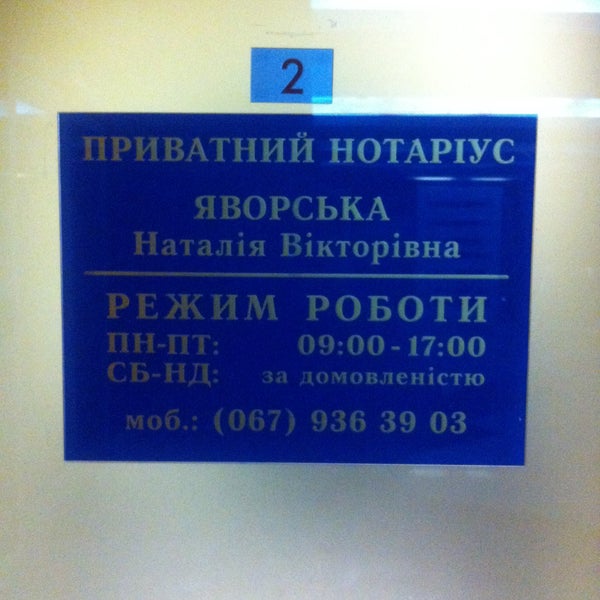 2
ПРИВАТНИЙ НОТАРІУС
ЯВОРСЬКА
Наталія Вікторівна
РЕЖИМ РОБОТИ
ПН-ПТ: 09:00-17:00
СБ-НД: за домовленістю
моб.: (067) 936 39 03